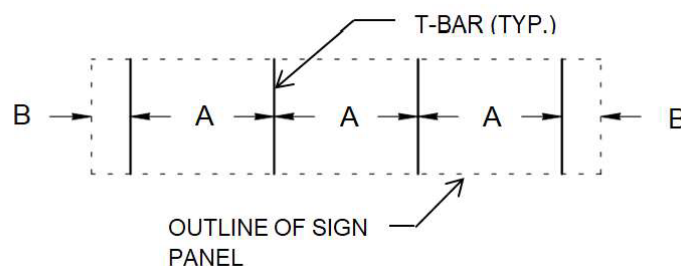 T-BAR (TYP.)
B A A A B
OUTLINE OF SIGN
PANEL